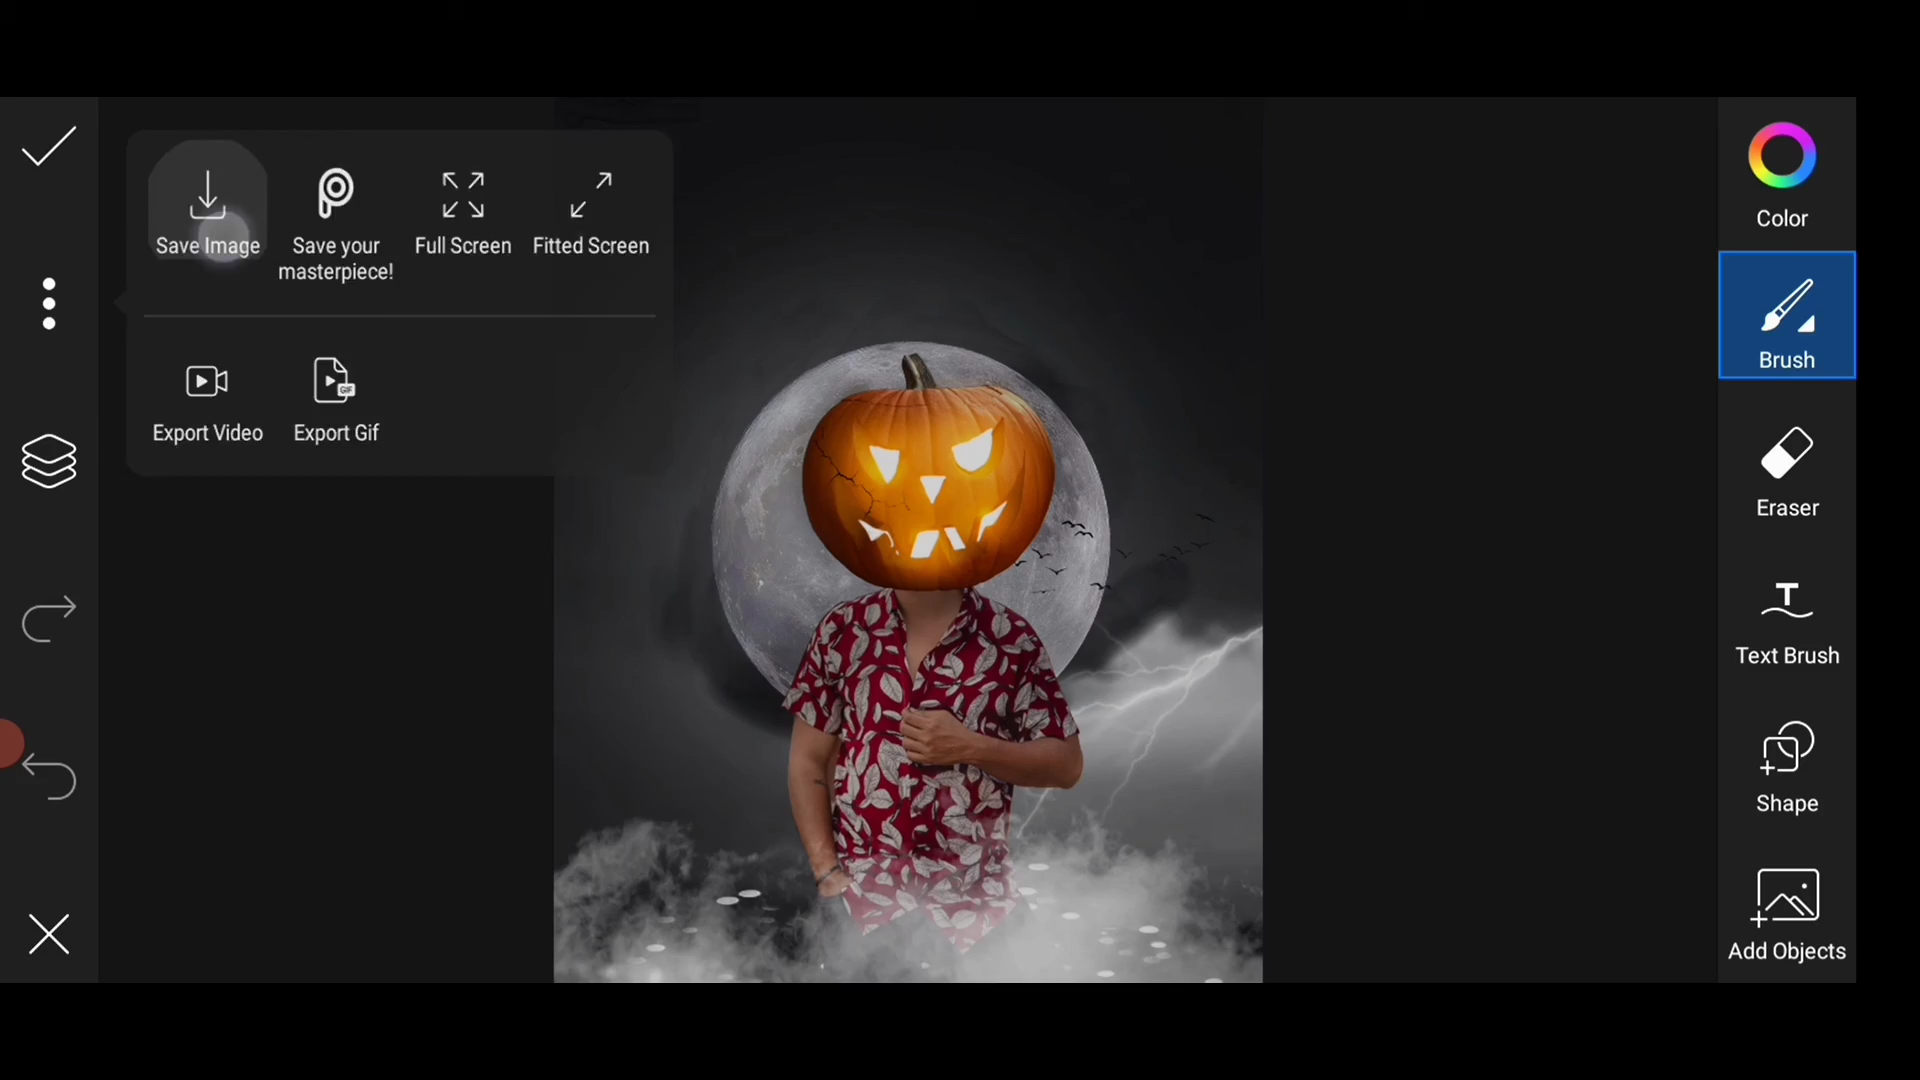 Save Image
Save your
masterpiece!
Full Screen
Fitted Screen
Export Video
GIF
Export Gif
Color
Brush
Eraser
T
Text Brush
Shape
Add Objects